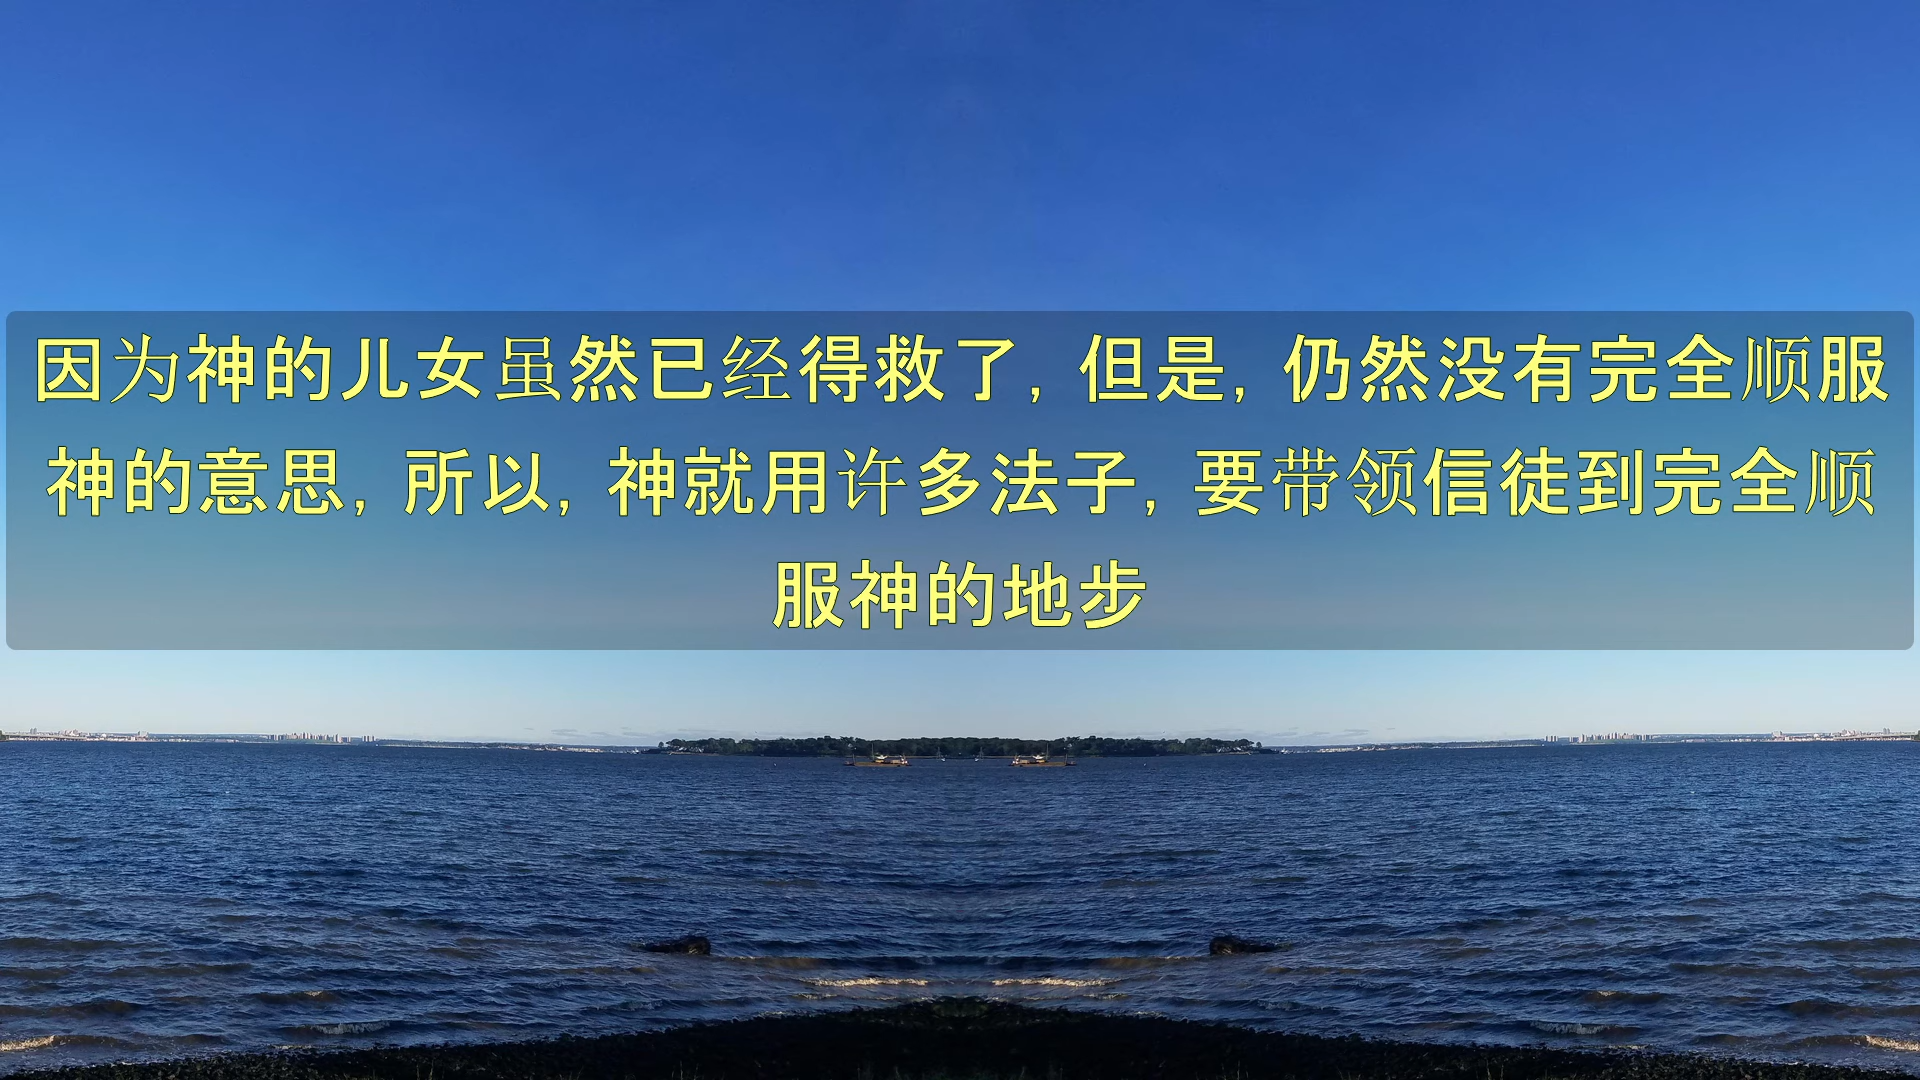 因为神的儿女虽然已经得救了, 但是, 仍然没有完全顺服
神的意思, 所以, 神就用许多法子, 要带领信徒到完全顺
服神的地步